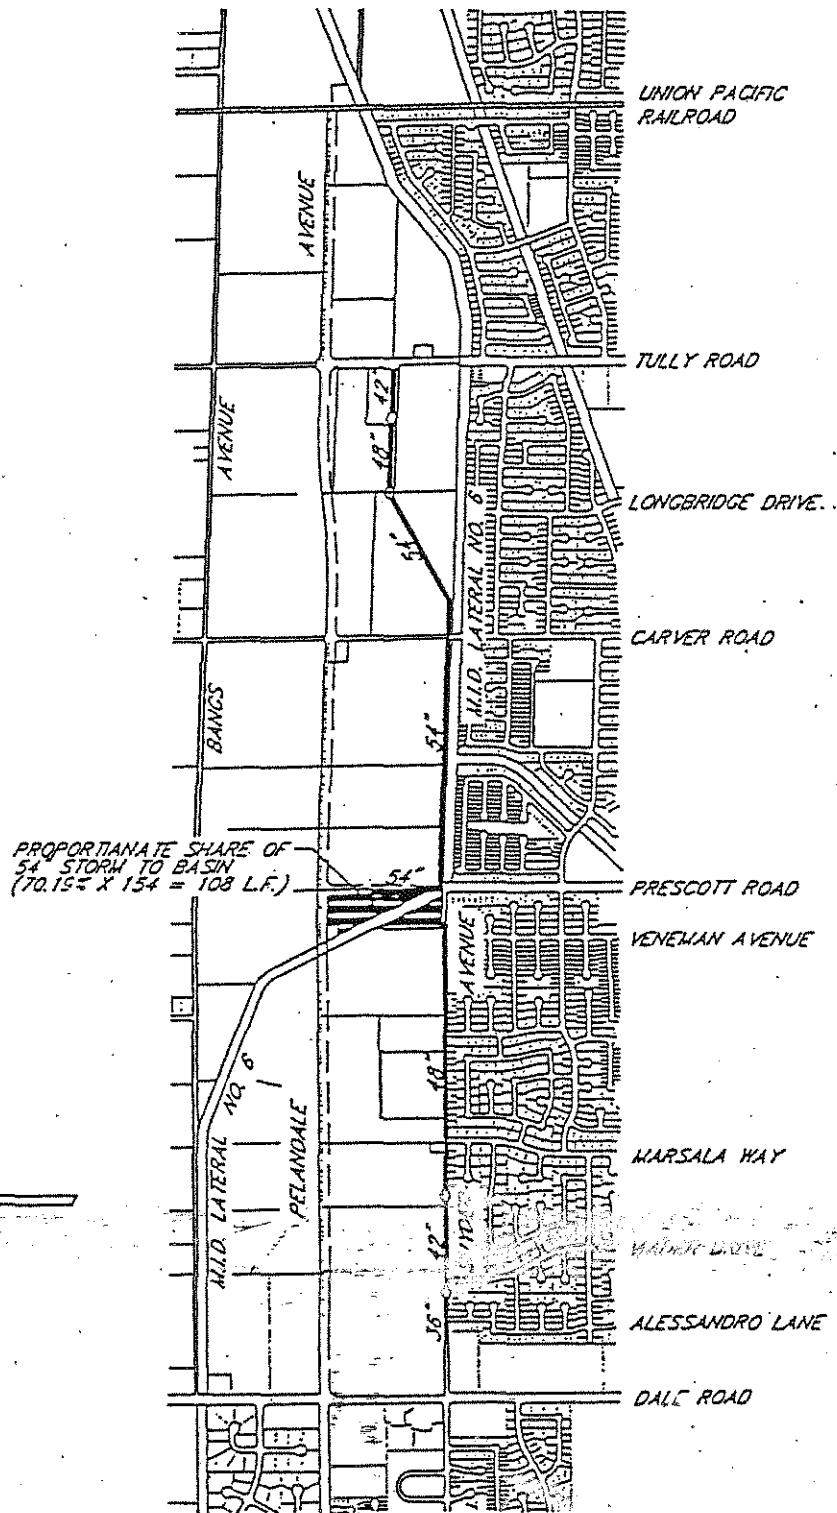 UNION PACIFIC
RAILROAD
AVENUE
TULLY ROAD
42"
AVENUE
48"
M.I.D. LATERAL NO. 6
LONGBRIDGE DRIVE
54"
CARVER ROAD
BANGS
54"
PROPORTIANATE SHARE OF
54" STORM TO BASIN
(70.19% X 154 = 108 L.F.)
54"
PRESCOTT ROAD
AVENUE
VENEMAN AVENUE
48"
M.I.D. LATERAL NO. 6
PELANDALE
MARSALA WAY
42"
36"
ALESSANDRO LANE
DALE ROAD